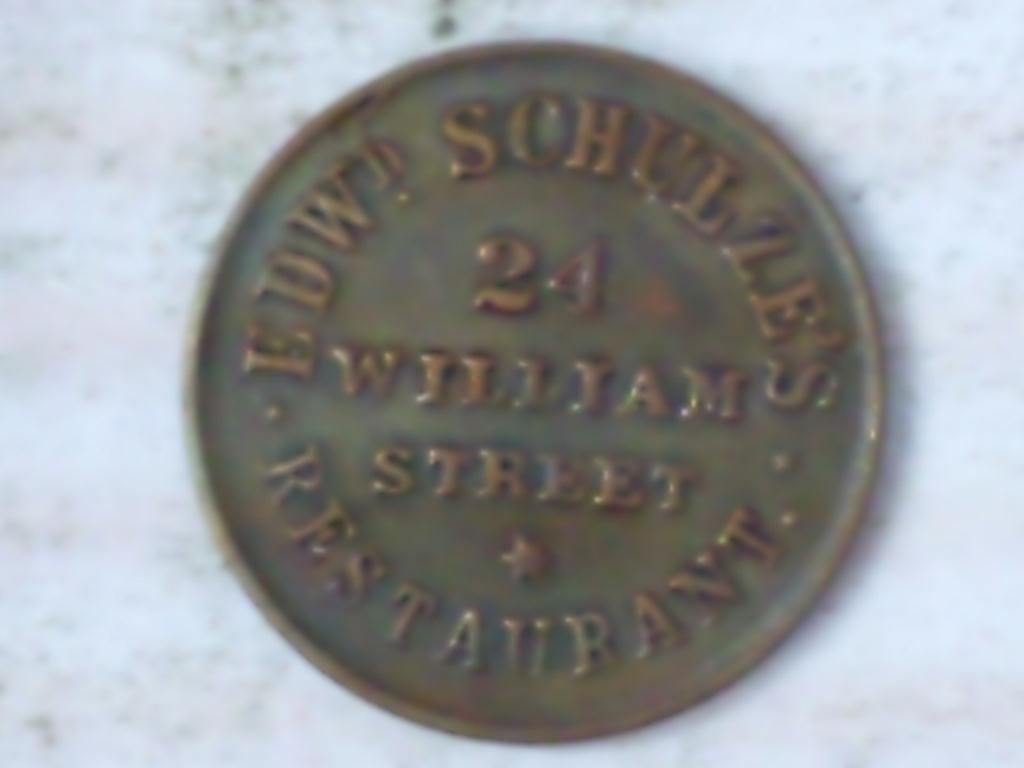 EDWD. SCHULZE'S
24
WILLIAM
STREET
RESTAURANT.